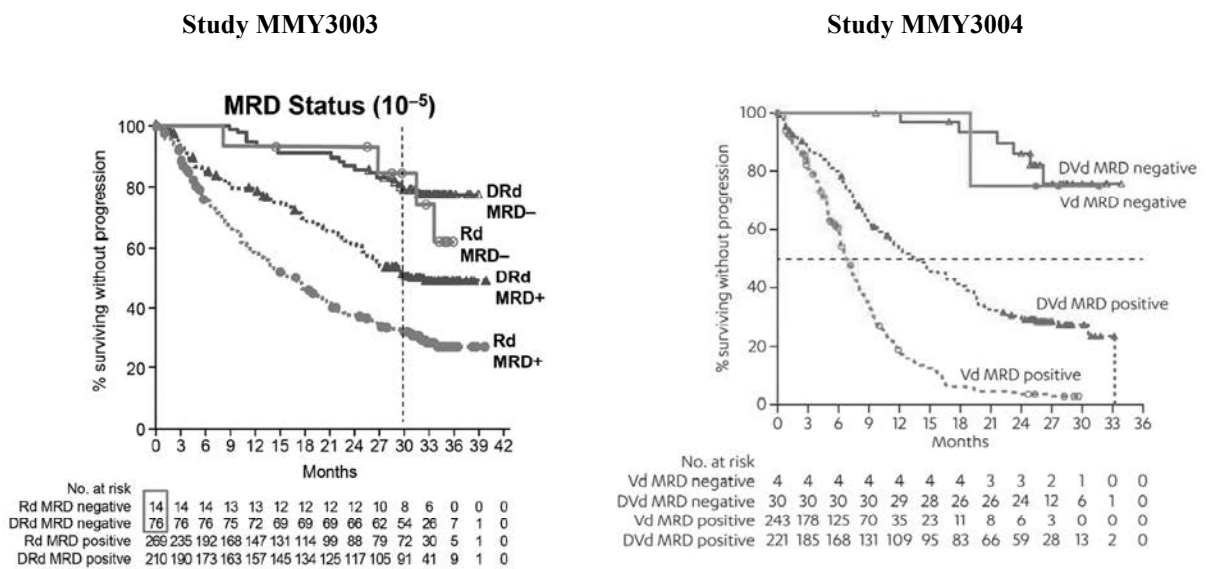 Study MMY3003
MRD Status (10⁻⁵)
% surviving without progression
100
80
60
40
20
0
DRd
MRD–
Rd
MRD–
DRd
MRD+
Rd
MRD+
0 3 6 9 12 15 18 21 24 27 30 33 36 39 42
Months
No. at risk
Rd MRD negative 14 14 14 13 13 12 12 12 12 10 8 6 0 0 0
DRd MRD negative 76 76 76 75 72 69 69 69 66 62 54 26 7 1 0
Rd MRD positive 269 235 192 168 147 131 114 99 88 79 72 30 5 1 0
DRd MRD positve 210 190 173 163 157 145 134 125 117 105 91 41 9 1 0
Study MMY3004
% surviving without progression
100
80
60
40
20
0
DVd MRD negative
Vd MRD negative
DVd MRD positive
Vd MRD positive
0 3 6 9 12 15 18 21 24 27 30 33 36
Months
No. at risk
Vd MRD negative 4 4 4 4 4 4 4 3 3 2 1 0 0
DVd MRD negative 30 30 30 30 29 28 26 26 24 12 6 1 0
Vd MRD positive 243 178 125 70 35 23 11 8 6 3 0 0 0
DVd MRD positive 221 185 168 131 109 95 83 66 59 28 13 2 0